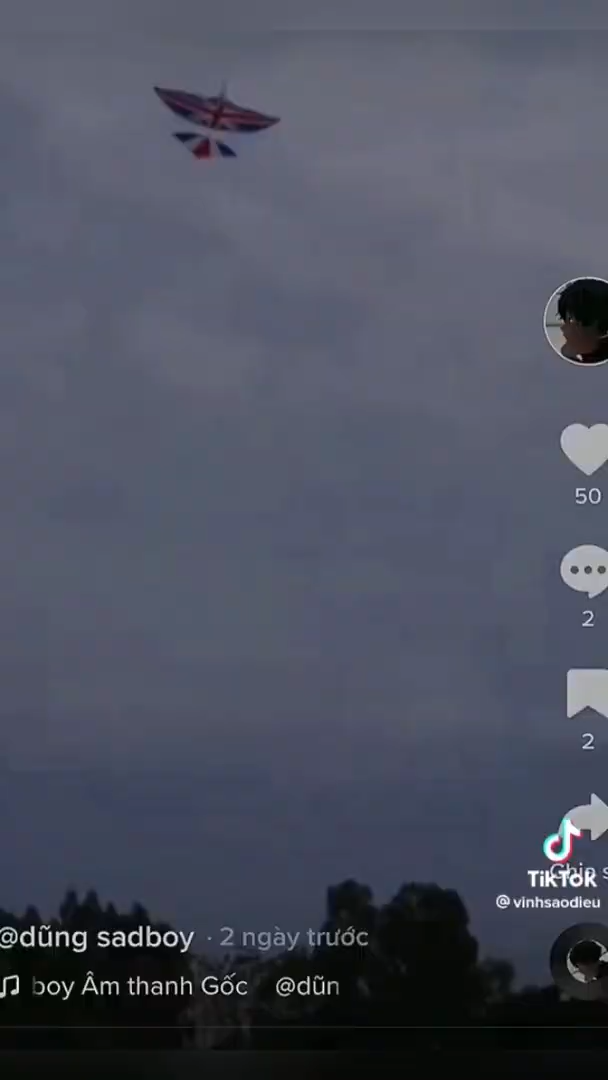 50
2
2
TikTok
@vinhsaodieu
@dũng sadboy · 2 ngày trước
boy Âm thanh Gốc @dũn